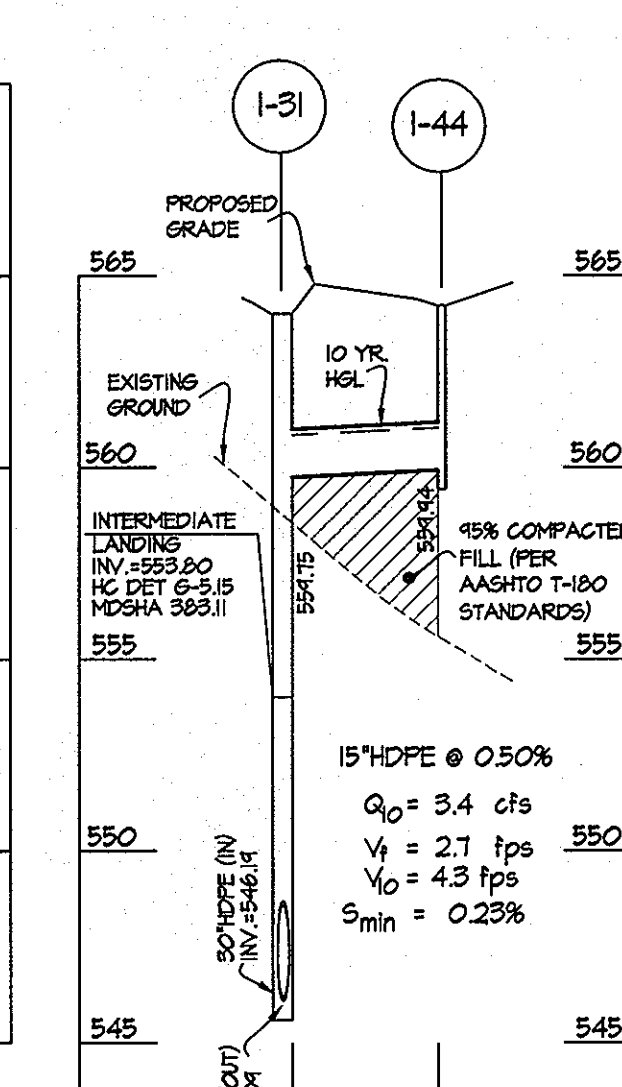 I-31
I-44
PROPOSED
GRADE
565
565
10 YR.
HGL
EXISTING
GROUND
560
560
INTERMEDIATE
LANDING
INV.=553.80
HC DET G-5.15
MDSHA 383.11
559.75
559.94
95% COMPACTED
FILL (PER
AASHTO T-180
STANDARDS)
555
555
15"HDPE @ 0.50%
Q10 = 3.4 cfs
Vf = 2.7 fps
V10 = 4.3 fps
Smin = 0.23%
550
550
30"HDPE (IN)
INV.=546.19
545
545
OUT)